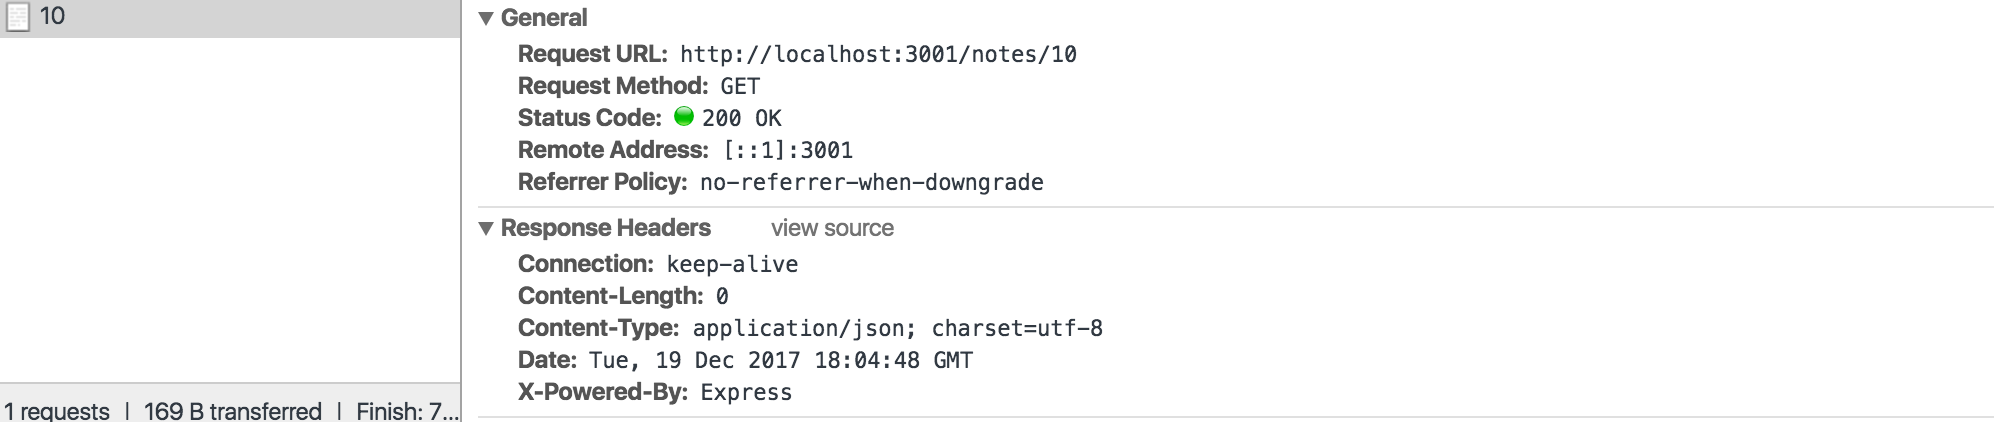 10
1 requests | 169 B transferred | Finish: 7...
General
Request URL: http://localhost:3001/notes/10
Request Method: GET
Status Code: 200 OK
Remote Address: [::1]:3001
Referrer Policy: no-referrer-when-downgrade
Response Headers view source
Connection: keep-alive
Content-Length: 0
Content-Type: application/json; charset=utf-8
Date: Tue, 19 Dec 2017 18:04:48 GMT
X-Powered-By: Express